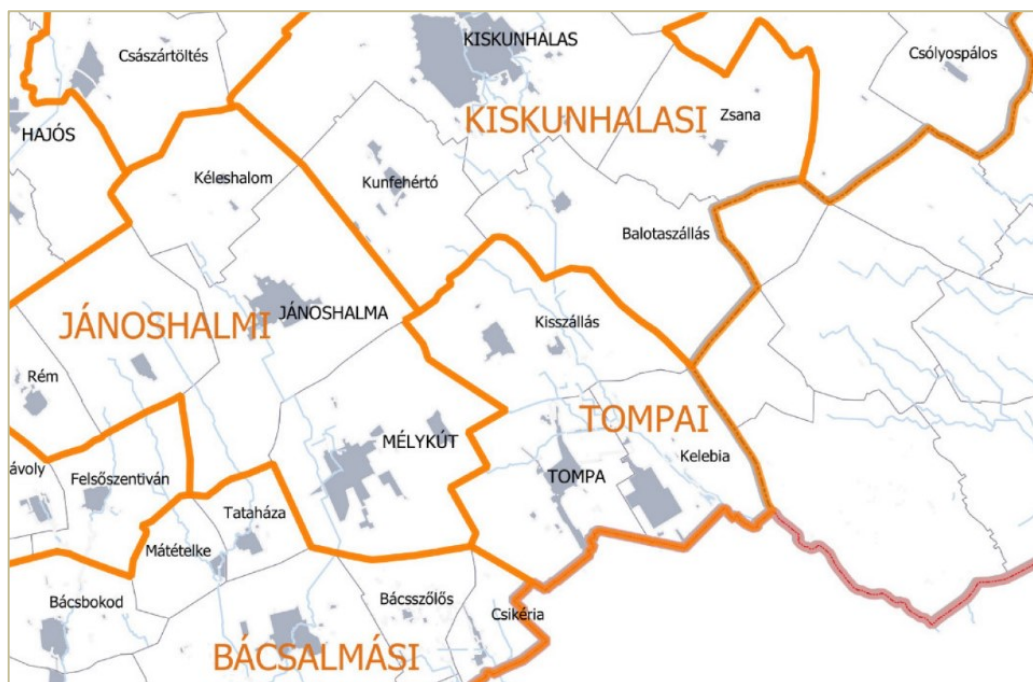 KISKUNHALAS
Császártöltés
Csólyospálos
Zsana
KISKUNHALASI
HAJÓS
Kéleshalom
Kunfehértó
Balotaszállás
JÁNOSHALMA
JÁNOSHALMI
Kisszállás
Rém
TOMPAI
MÉLYKÚT
Kelebia
ávoly
Felsőszentiván
TOMPA
Tataháza
Mátételke
Bácsbokod
Bácsszőlős
Csikéria
BÁCSALMÁSI